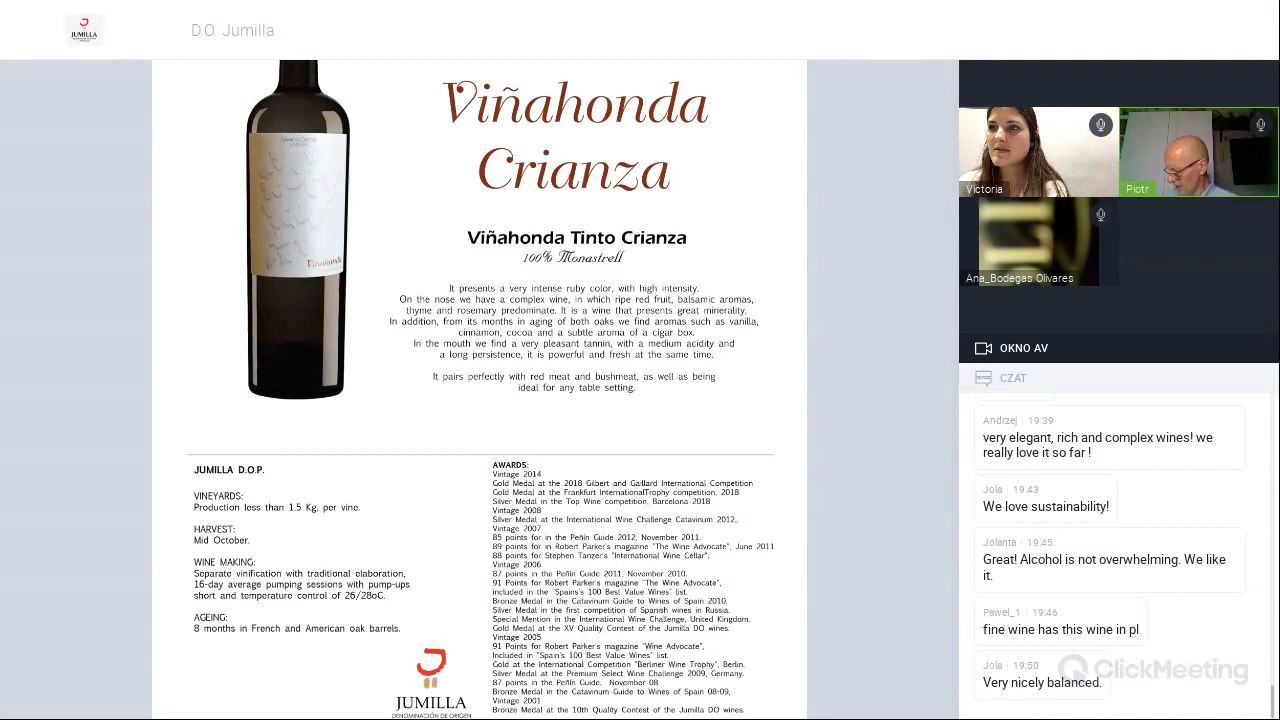 JUMILLA
D.O. Jumilla
Viñahonda
Crianza
Viñahonda Tinto Crianza
100% Monastrell
It presents a very intense ruby color, with high intensity.
On the nose we have a complex wine, in which ripe red fruit, balsamic aromas,
thyme and rosemary predominate. It is a wine that presents great minerality.
In addition, from its months in aging of both oaks we find aromas such as vanilla,
cinnamon, cocoa and a subtle aroma of a cigar box.
In the mouth we find a very pleasant tannin, with a medium acidity and
a long persistence, it is powerful and fresh at the same time.
It pairs perfectly with red meat and bushmeat, as well as being
ideal for any table setting.
Viñahonda
JUMILLA D.O.P.
VINEYARDS:
Production less than 1.5 Kg. per vine.
HARVEST:
Mid October.
WINE MAKING:
Separate vinification with traditional elaboration,
16-day average pumping sessions with pump-ups
short and temperature control of 26/28oC.
AGEING:
8 months in French and American oak barrels.
JUMILLA
DENOMINACIÓN DE ORIGEN
AWARDS:
Vintage 2014
Gold Medal at the 2018 Gilbert and Gaillard International Competition
Gold Medal at the Frankfurt InternationalTrophy competition, 2018
Silver Medal in the Top Wine competition, Barcelona 2018
Vintage 2008
Silver Medal at the International Wine Challenge Catavinum 2012,.
Vintage 2007
85 points for in the Peñín Guide 2012, November 2011.
89 points for in Robert Parker's magazine "The Wine Advocate", June 2011
88 points for Stephen Tanzer's "International Wine Cellar".
Vintage 2006
87 points in the Peñín Guide 2011, November 2010.
91 Points for Robert Parker's magazine "The Wine Advocate",
included in the "Spains's 100 Best Value Wines" list.
Bronze Medal in the Catavinum Guide to Wines of Spain 2010.
Silver Medal in the first competition of Spanish wines in Russia.
Special Mention in the International Wine Challenge, United Kingdom.
Gold Medal at the XV Quality Contest of the Jumilla DO wines.
Vintage 2005
91 Points for Robert Parker's magazine "Wine Advocate",
Included in "Spain's 100 Best Value Wines" list.
Gold at the International Competition "Berliner Wine Trophy", Berlin.
Silver Medal at the Premium Select Wine Challenge 2009, Germany.
87 points in the Peñín Guide. November 08
Bronze Medal in the Catavinum Guide to Wines of Spain 08-09,
Vintage 2001
Bronze Medal at the 10th Quality Contest of the Jumilla DO wines.
Victoria
Piotr
Ana_Bodegas Olivares
OKNO AV
CZAT
Andrzej 19:39
very elegant, rich and complex wines! we
really love it so far !
Jola 19:43
We love sustainability!
Jolanta 19:45
Great! Alcohol is not overwhelming. We like
it.
Paweł_1 19:46
fine wine has this wine in pl
Jola 19:50
Very nicely balanced.
ClickMeeting